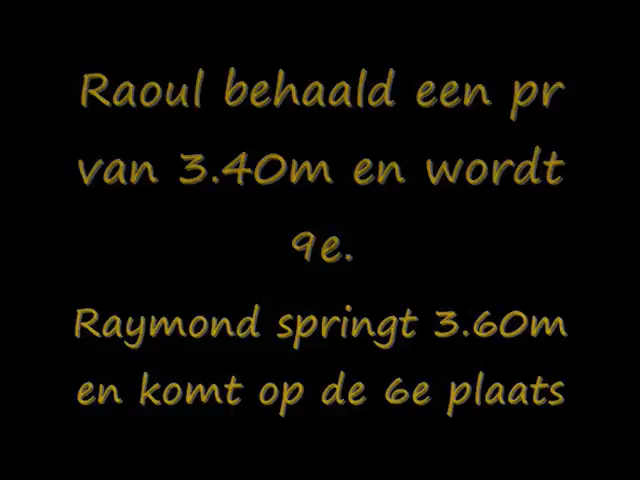 Raoul behaald een pr
van 3.40m en wordt
9e.
Raymond springt 3.60m
en komt op de 6e plaats